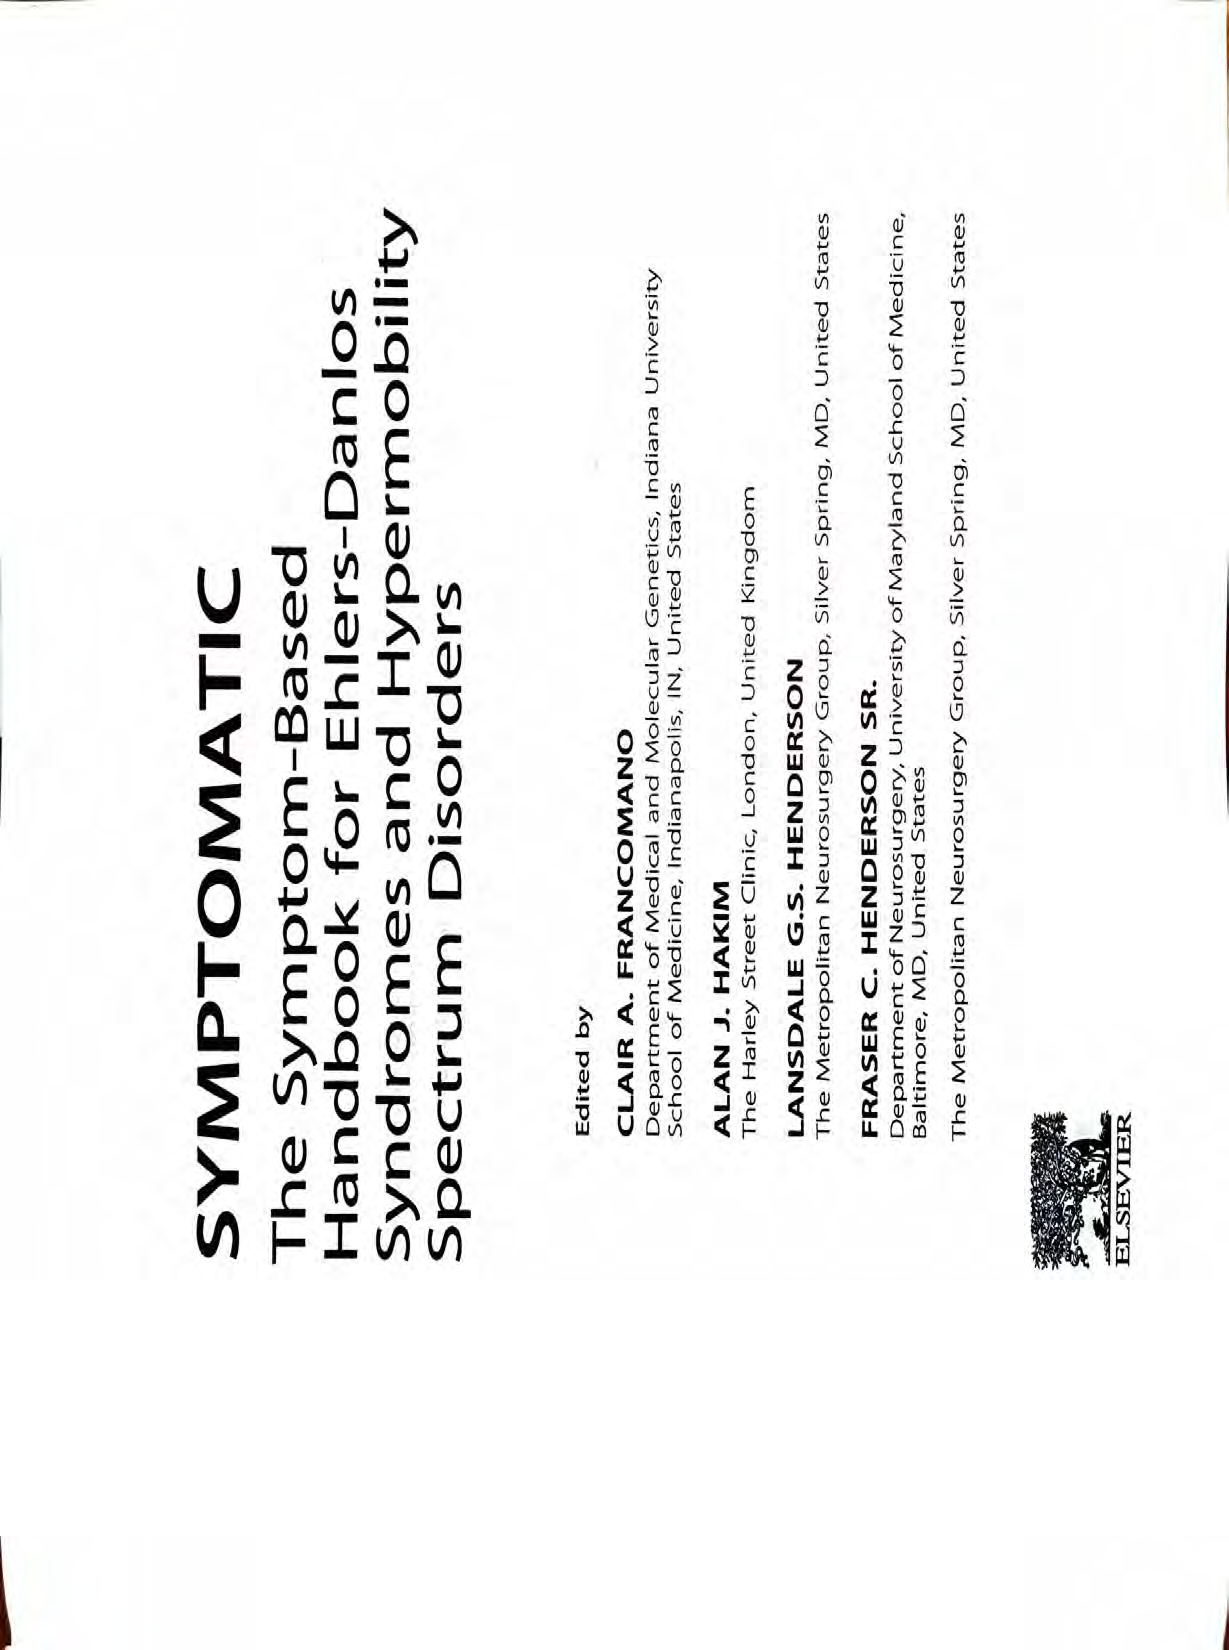 SYMPTOMATIC
The Symptom-Based
Handbook for Ehlers-Danlos
Syndromes and Hypermobility
Spectrum Disorders
Edited by
CLAIR A. FRANCOMANO
Department of Medical and Molecular Genetics, Indiana University
School of Medicine, Indianapolis, IN, United States
ALAN J. HAKIM
The Harley Street Clinic, London, United Kingdom
LANSDALE G.S. HENDERSON
The Metropolitan Neurosurgery Group, Silver Spring, MD, United States
FRASER C. HENDERSON SR.
Department of Neurosurgery, University of Maryland School of Medicine,
Baltimore, MD, United States
The Metropolitan Neurosurgery Group, Silver Spring, MD, United States
ELSEVIER